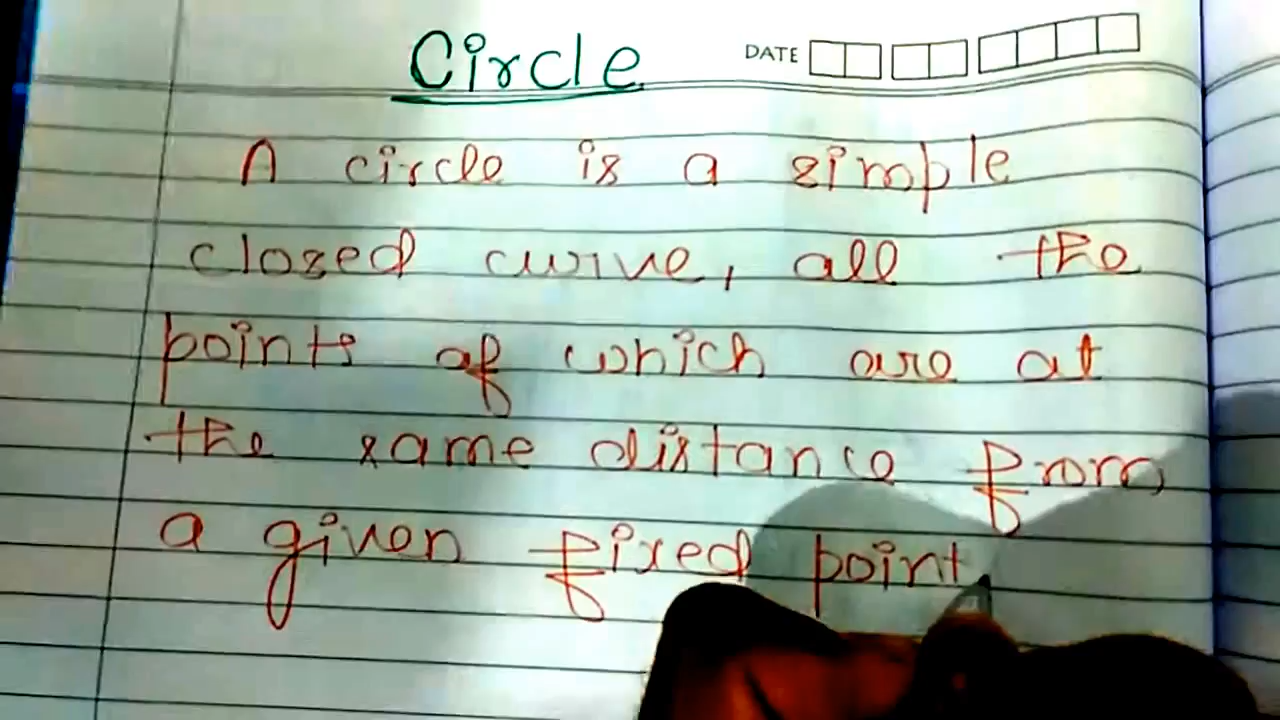 Circle
DATE
A circle is a simple
closed curve, all the
points of which are at
the same distance from
a given fixed point